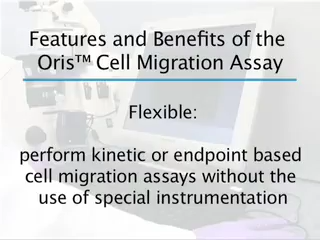 Features and Benefits of the
Oris™ Cell Migration Assay
Flexible:
perform kinetic or endpoint based
cell migration assays without the
use of special instrumentation